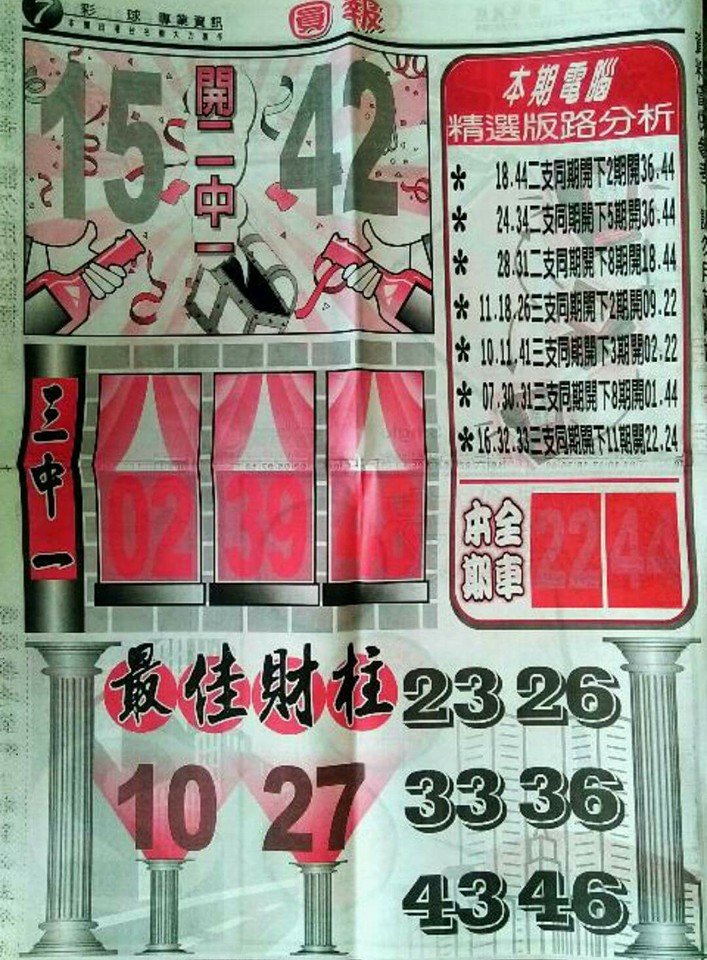 7 彩球專業資訊
員報
15
開二中一
42
本期電腦
精選版路分析
* 18.44二支同期開下2期開36.44
* 24.34二支同期開下5期開36.44
* 28.31二支同期開下8期開18.44
* 11.18.26三支同期開下2期開09.22
* 10.11.41三支同期開下3期開02.22
* 07.30.31三支同期開下8期開01.44
* 16.32.33三支同期開下11期開22.24
三中一
02 39 48
本期全車
22 44
最佳財柱
10 27
23 26
33 36
43 46